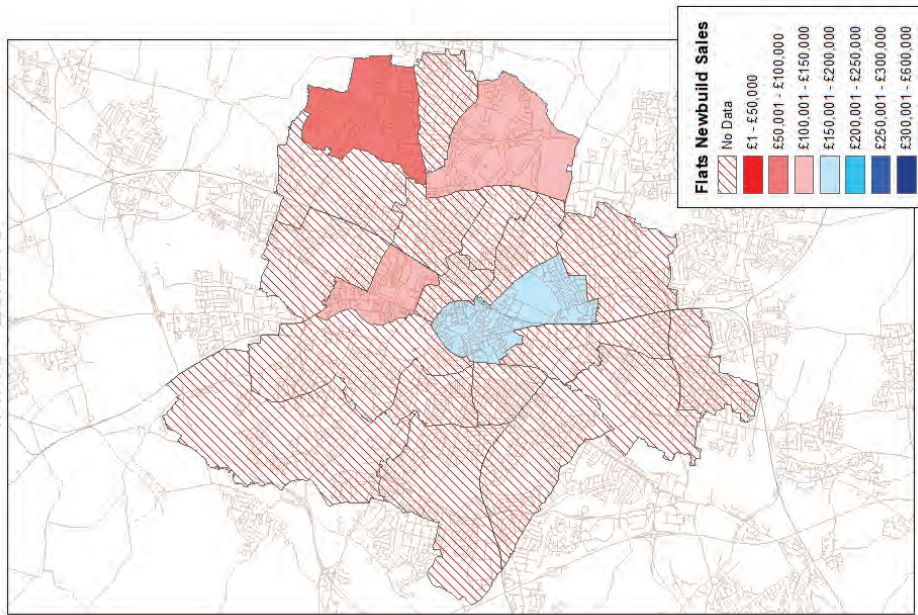 Flats Newbuild Sales
No Data
£1 - £50,000
£50,001 - £100,000
£100,001 - £150,000
£150,001 - £200,000
£200,001 - £250,000
£250,001 - £300,000
£300,001 - £600,000